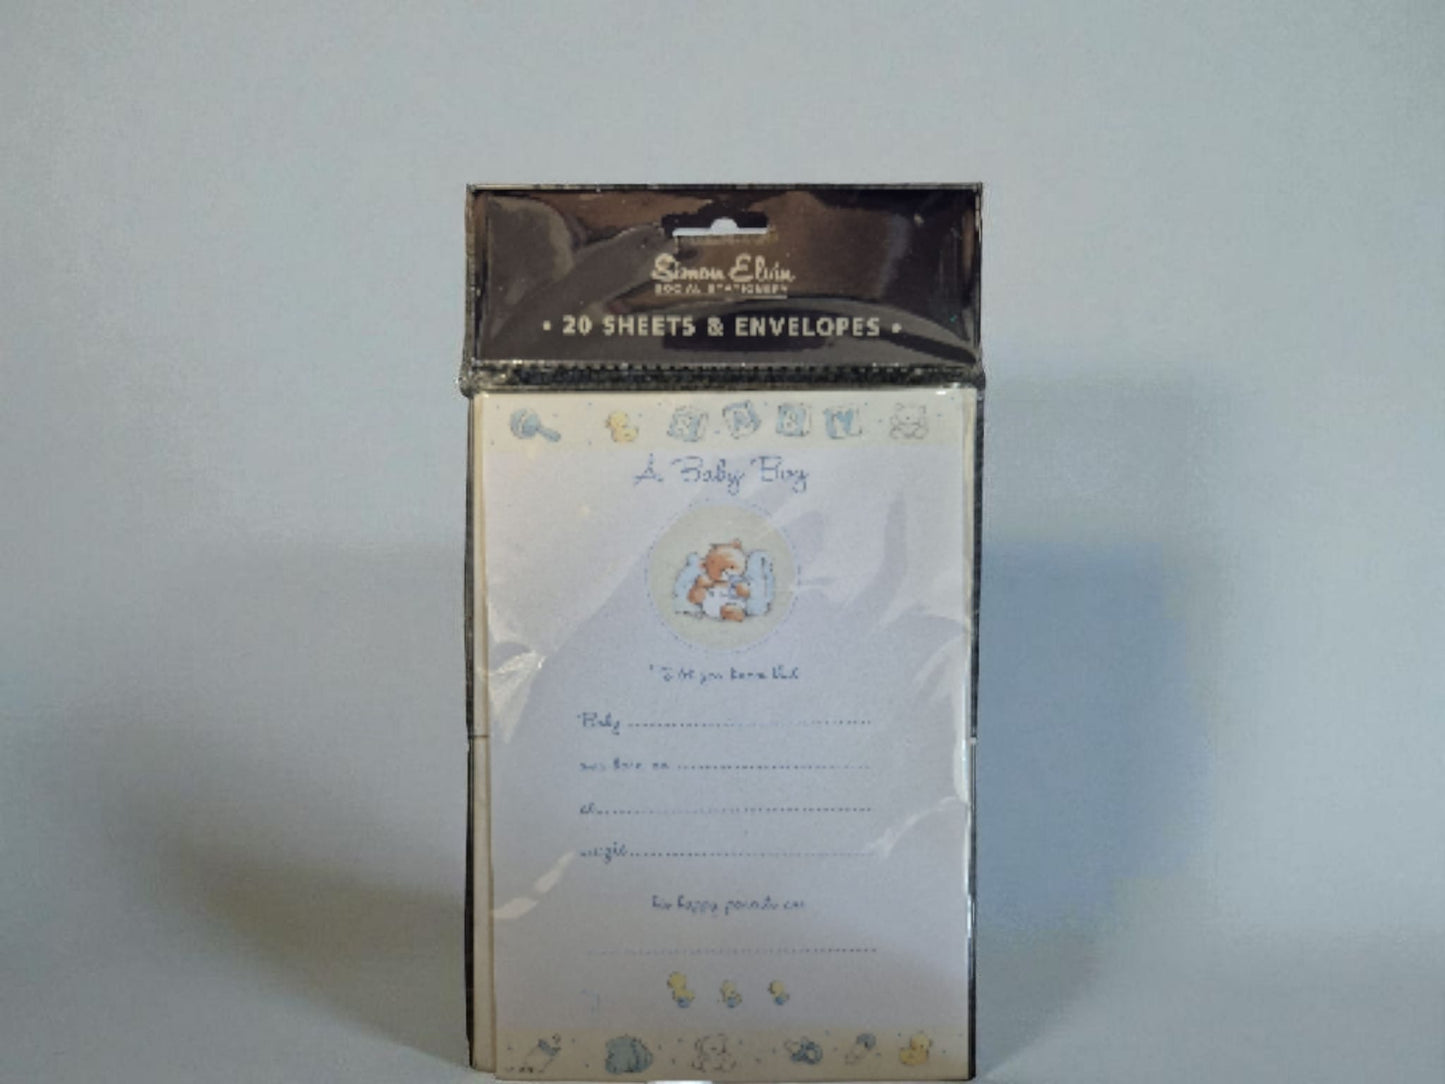 Simon Elvin
SOCIAL STATIONERY
• 20 SHEETS & ENVELOPES •
A Baby Boy
To let you know that
Baby
was born on
at
weight
his happy parents are